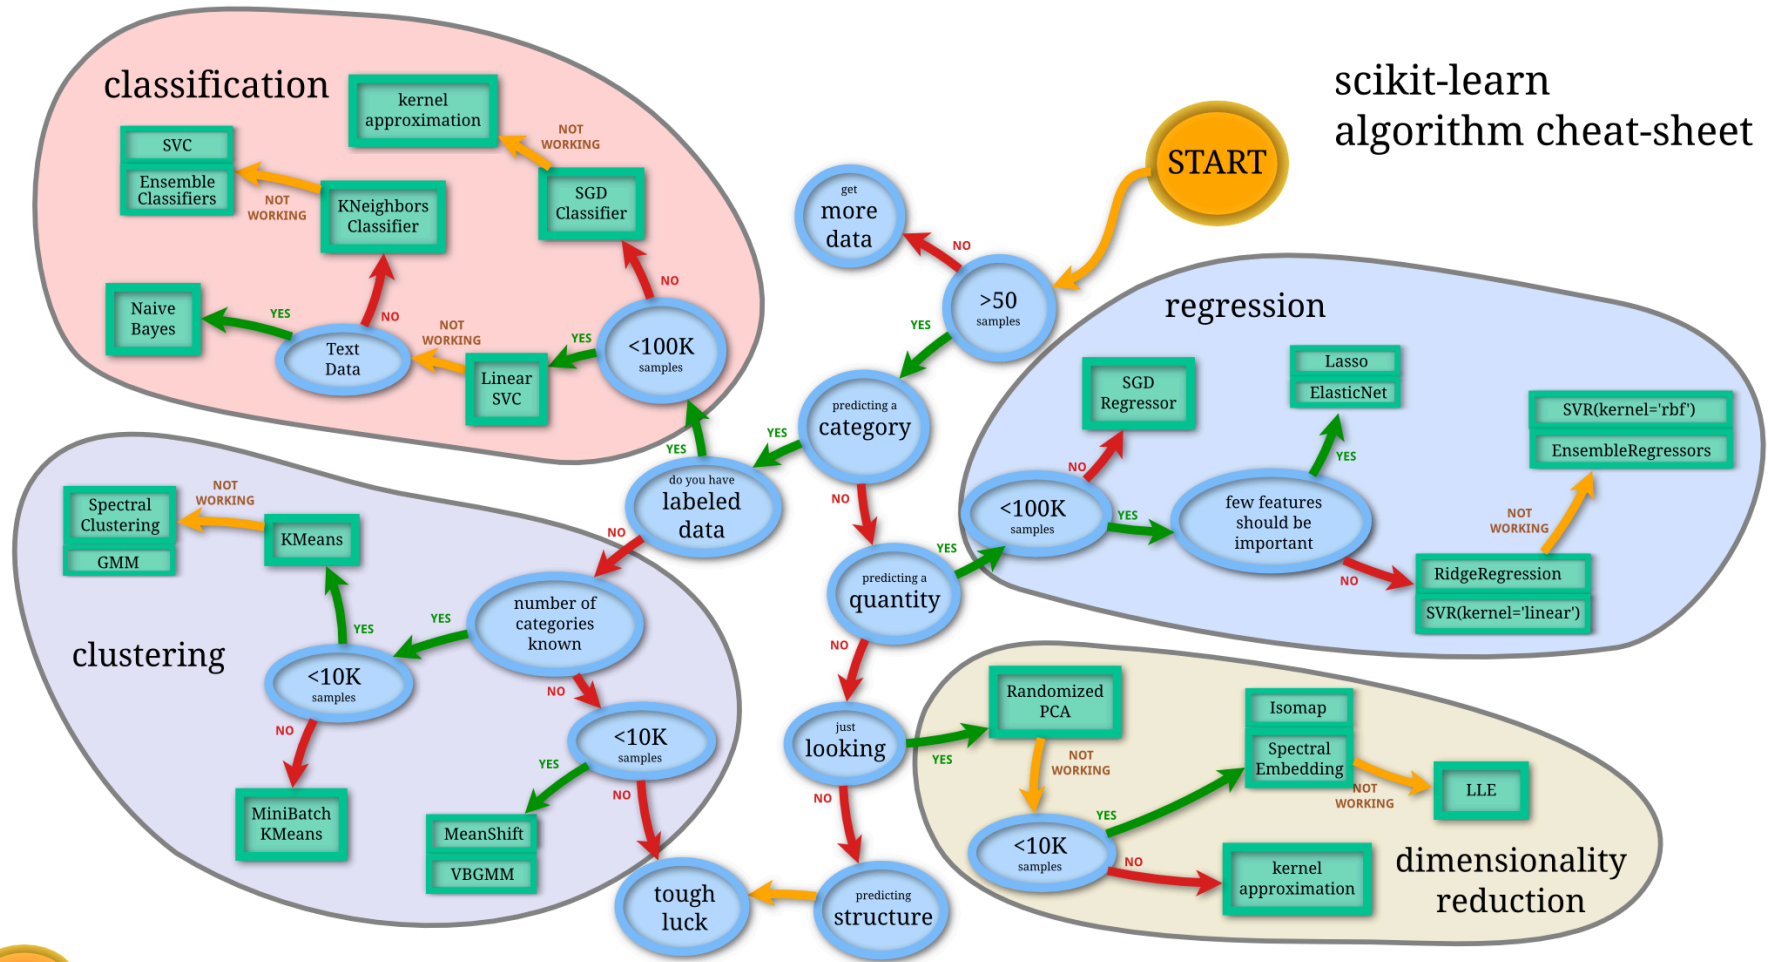 scikit-learn
algorithm cheat-sheet
START
classification
kernel
approximation
NOT
WORKING
SVC
Ensemble
Classifiers
NOT
WORKING
KNeighbors
Classifier
SGD
Classifier
NO
Naive
Bayes
YES
NO
Text
Data
NOT
WORKING
Linear
SVC
YES
<100K
samples
get
more
data
NO
>50
samples
YES
predicting a
category
YES
YES
do you have
labeled
data
NO
NO
predicting a
quantity
YES
NO
just
looking
YES
NO
predicting
structure
tough
luck
regression
SGD
Regressor
Lasso
ElasticNet
SVR(kernel='rbf')
EnsembleRegressors
NO
YES
<100K
samples
YES
few features
should be
important
NOT
WORKING
NO
RidgeRegression
SVR(kernel='linear')
clustering
Spectral
Clustering
GMM
NOT
WORKING
KMeans
number of
categories
known
YES
YES
<10K
samples
NO
NO
<10K
samples
YES
NO
MiniBatch
KMeans
MeanShift
VBGMM
Randomized
PCA
NOT
WORKING
Isomap
Spectral
Embedding
NOT
WORKING
LLE
YES
<10K
samples
NO
kernel
approximation
dimensionality
reduction